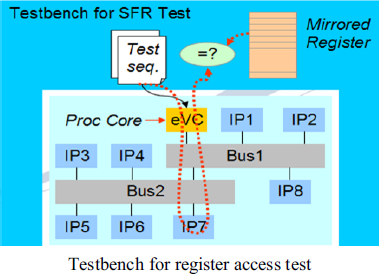 Testbench for SFR Test
Mirrored
Register
Test
seq.
=?
Proc Core
eVC
IP1
IP2
IP3
IP4
Bus1
Bus2
IP8
IP5
IP6
IP7
Testbench for register access test